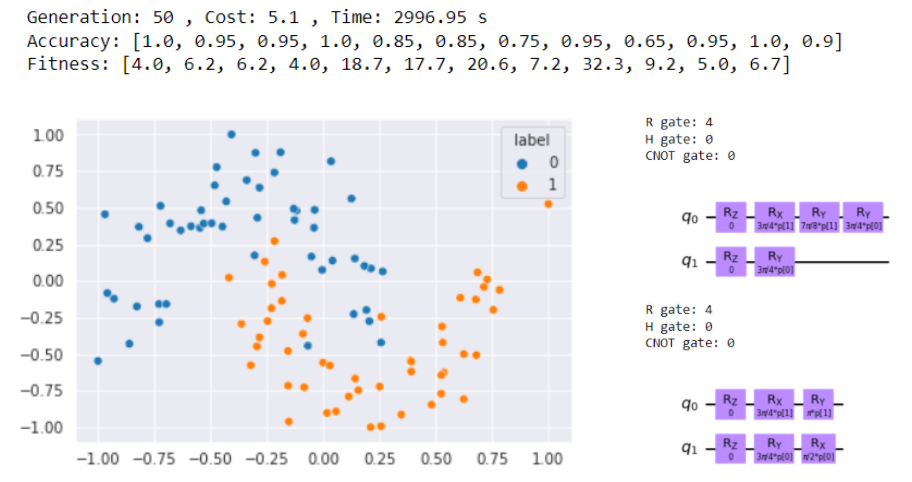 Generation: 50 , Cost: 5.1 , Time: 2996.95 s
Accuracy: [1.0, 0.95, 0.95, 1.0, 0.85, 0.85, 0.75, 0.95, 0.65, 0.95, 1.0, 0.9]
Fitness: [4.0, 6.2, 6.2, 4.0, 18.7, 17.7, 20.6, 7.2, 32.3, 9.2, 5.0, 6.7]
label
0
1
1.00
0.75
0.50
0.25
0.00
−0.25
−0.50
−0.75
−1.00
−1.00 −0.75 −0.50 −0.25 0.00 0.25 0.50 0.75 1.00
R gate: 4
H gate: 0
CNOT gate: 0
q0 RZ RX RY RY
0 3π/4*p[1] 7π/8*p[1] 3π/4*p[0]
q1 RZ RY
0 3π/4*p[0]
R gate: 4
H gate: 0
CNOT gate: 0
q0 RZ RX RY
0 3π/4*p[1] π*p[1]
q1 RZ RY RX
0 3π/4*p[0] π/2*p[0]